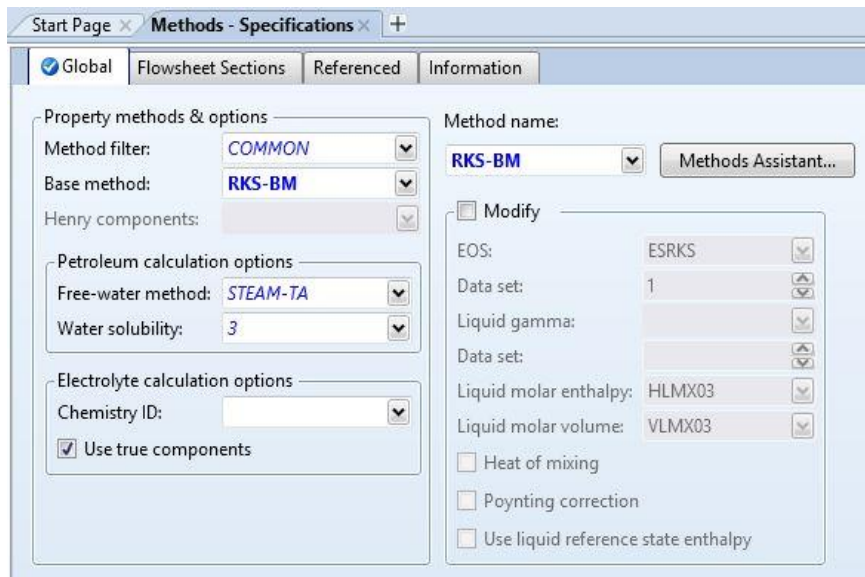 Start Page
Methods - Specifications
Global
Flowsheet Sections
Referenced
Information
Property methods & options
Method filter: COMMON
Base method: RKS-BM
Henry components:
Petroleum calculation options
Free-water method: STEAM-TA
Water solubility: 3
Electrolyte calculation options
Chemistry ID:
Use true components
Method name:
RKS-BM
Methods Assistant...
Modify
EOS: ESRKS
Data set: 1
Liquid gamma:
Data set:
Liquid molar enthalpy: HLMX03
Liquid molar volume: VLMX03
Heat of mixing
Poynting correction
Use liquid reference state enthalpy